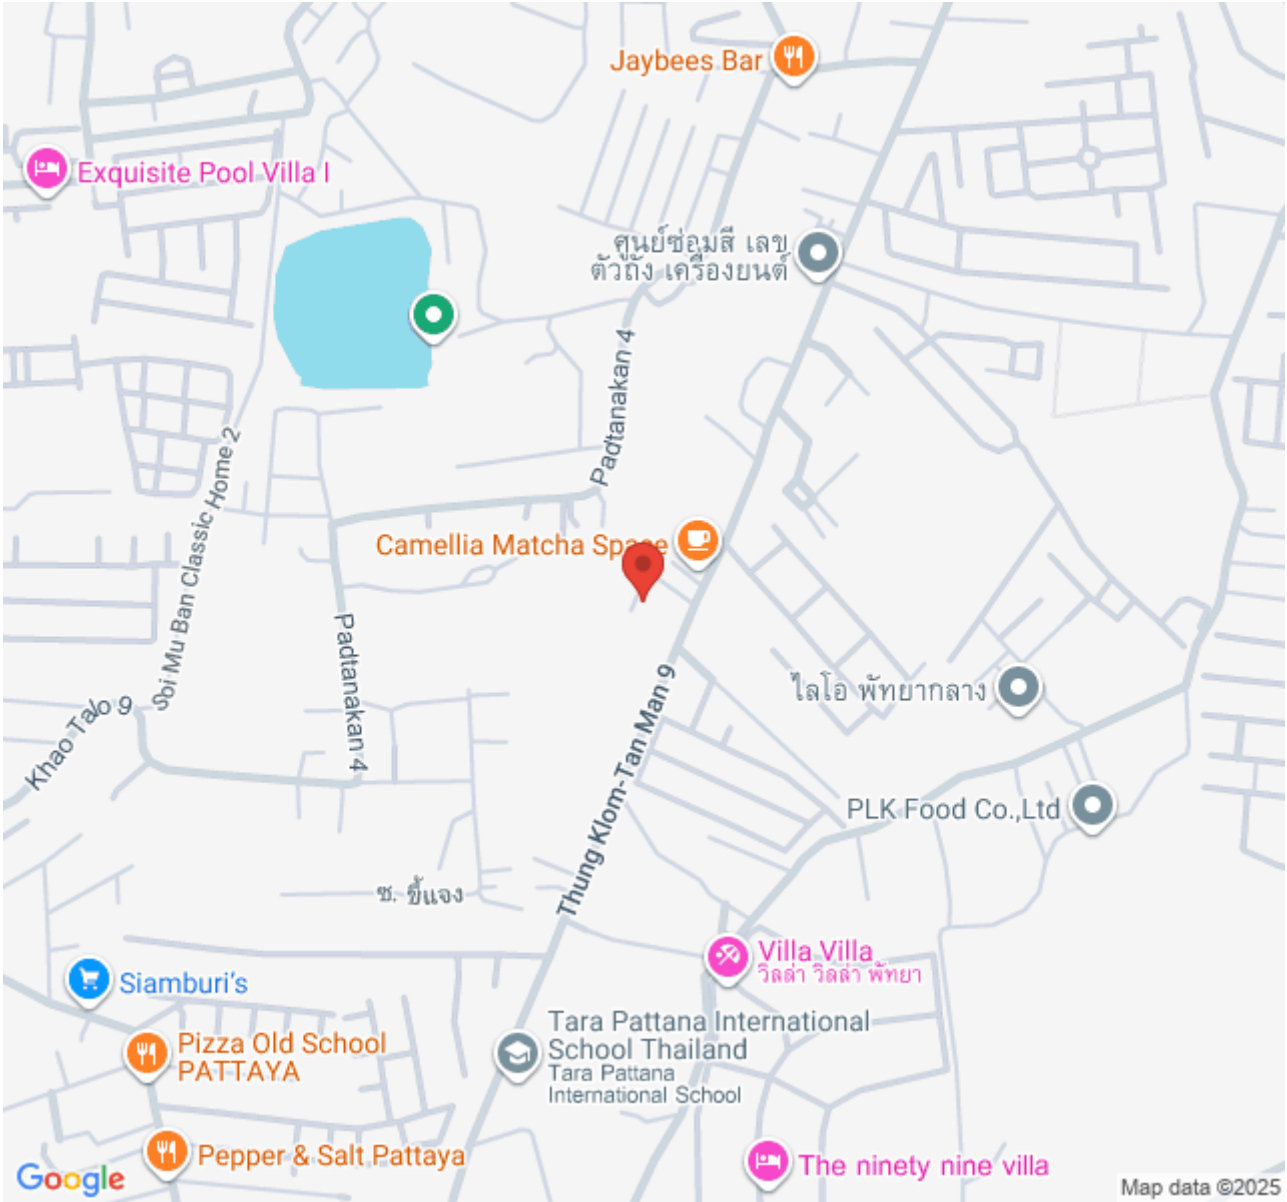 Jaybees Bar
Exquisite Pool Villa I
ศูนย์ซ่อมสี เลข
ตัวถัง เครื่องยนต์
Padtanakan 4
Soi Mu Ban Classic Home 2
Camellia Matcha Space
Padtanakan 4
Khao Talo 9
ไลโอ พัทยากลาง
Thung Klom-Tan Man 9
PLK Food Co.,Ltd
ซ. ขี้แจง
Villa Villa
วิลล่า วิลล่า พัทยา
Siamburi's
Tara Pattana International
School Thailand
Tara Pattana
International School
Pizza Old School
PATTAYA
Pepper & Salt Pattaya
The ninety nine villa
Google
Map data ©2025